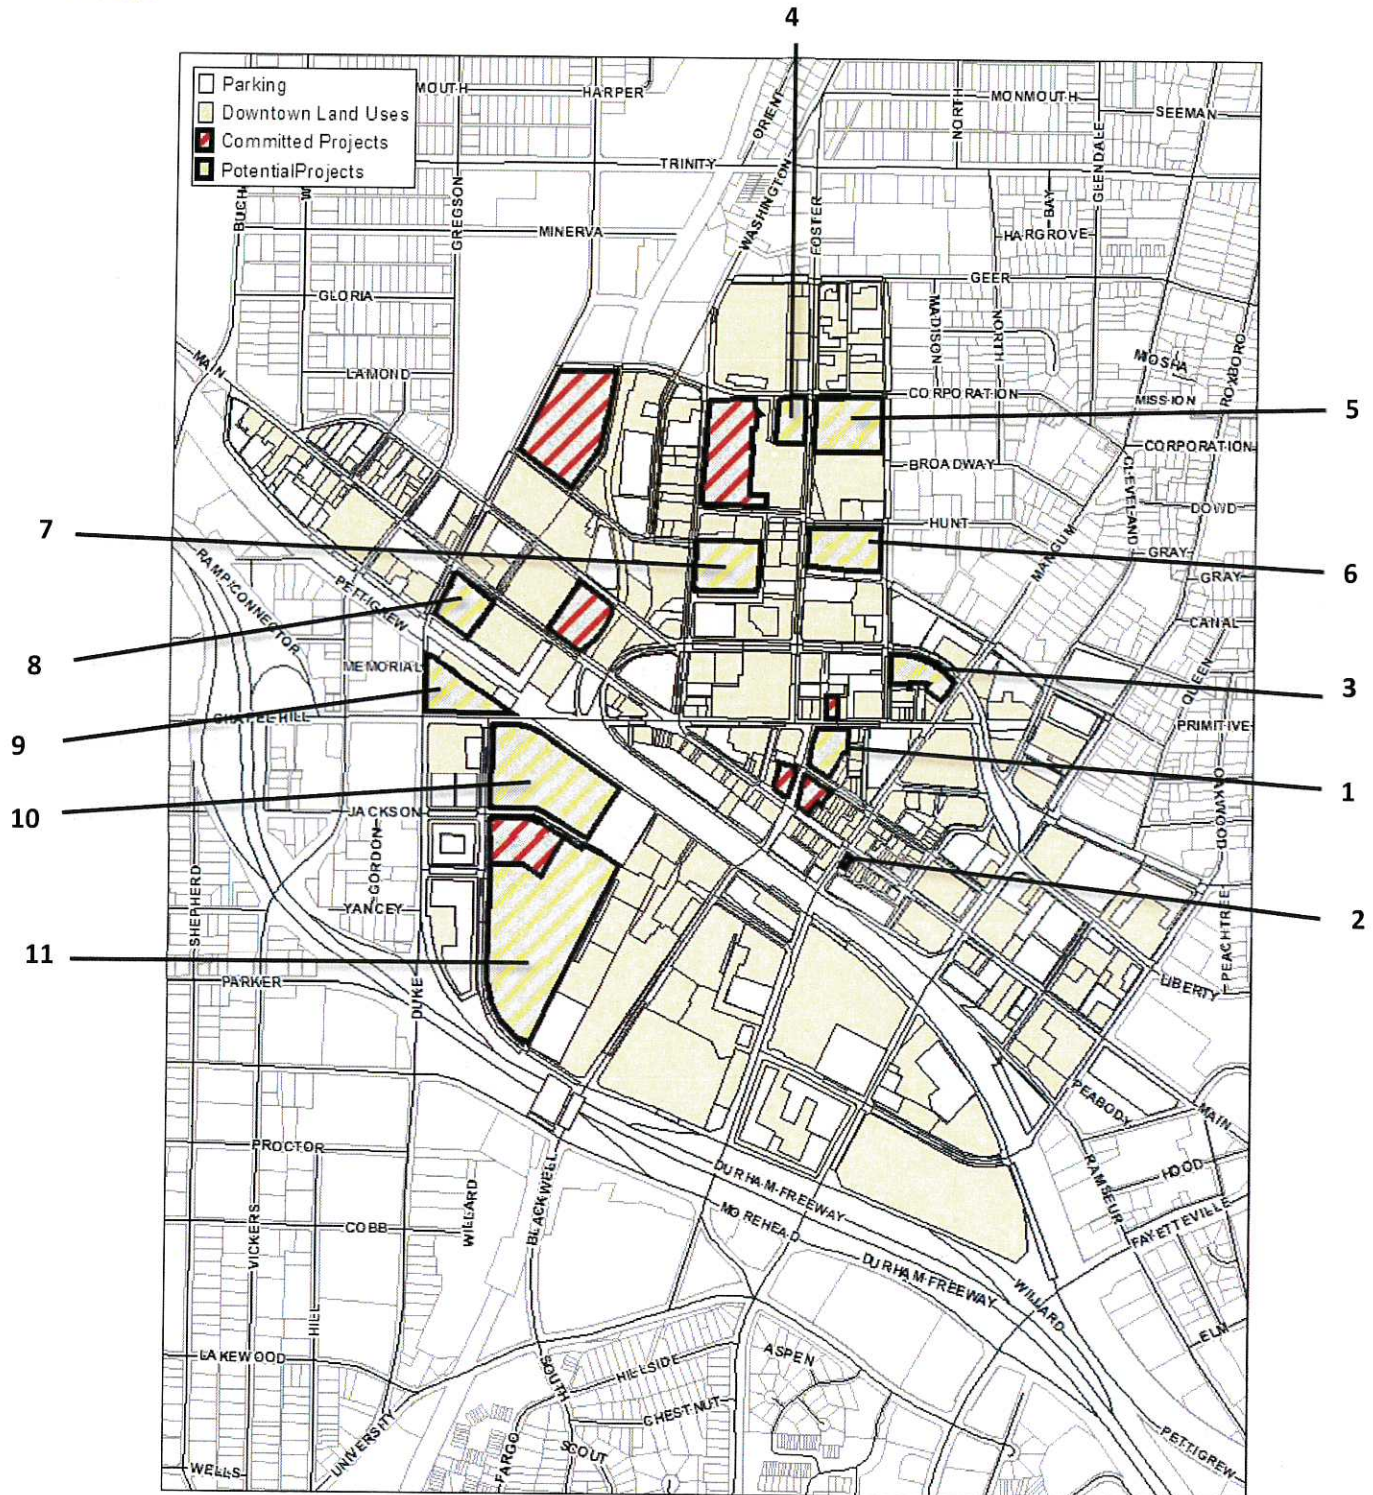 4
Parking
Downtown Land Uses
Committed Projects
PotentialProjects
MOUTH
HARPER
ORIENT
NORTH
MONMOUTH
GLENDALE
SEEMAN
TRINITY
WASHINGTON
FOSTER
BAY
GREGSON
MINERVA
HARGROVE
GEER
GLORIA
MADISON
NORTH
ROXBORO
MAIN
LAMOND
CORPORATION
MISSION
5
CORPORATION
BROADWAY
CLEVELAND
DOWD
7
HUNT
MANGUM
GRAY
GRAY
6
RAMP/CONNECTOR
PETTIGREW
CANAL
8
MEMORIAL
QUEEN
3
CHAPEL HILL
PRIMITIVE
9
1
10
JACKSON
OAKWOOD
GORDON
SHEPHERD
YANCEY
2
PEACHTREE
11
PARKER
DUKE
LIBERTY
PEABODY
MAIN
PROCTOR
DURHAM-FREEWAY
RAMSEUR
HOOD
BLACKWELL
WILLARD
MOREHEAD
FAYETTEVILLE
COBB
VICKERS
DURHAM-FREEWAY
WILLARD
HILL
ELM
LAKEWOOD
SOUTH
HILLSIDE
ASPEN
CHESTNUT
UNIVERSITY
FARGO
SCOUT
PETTIGREW
WELLS